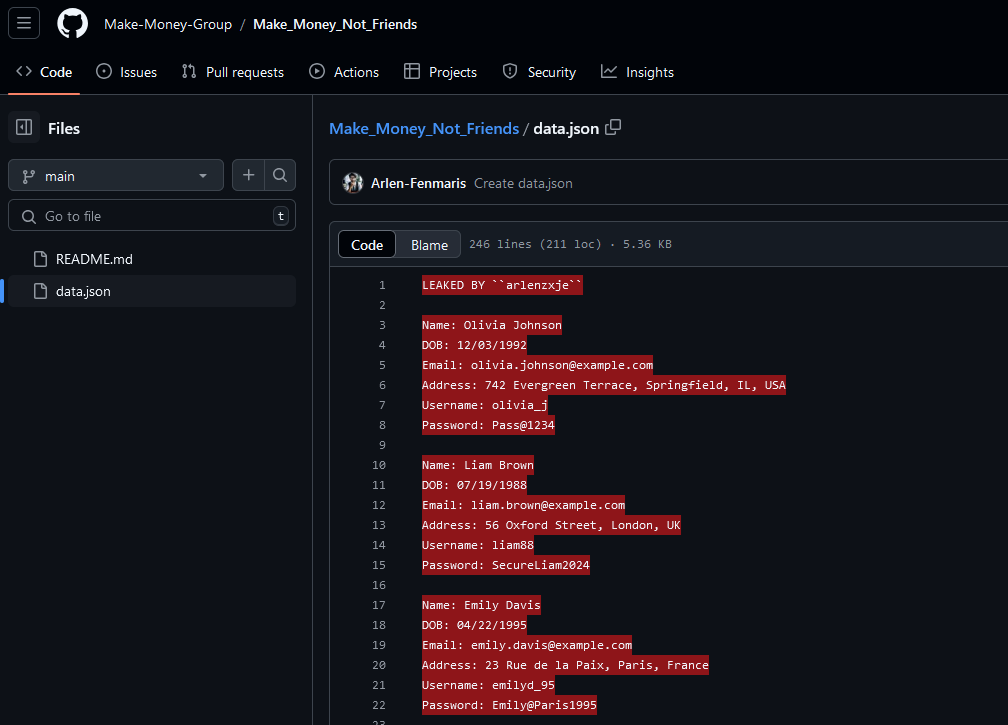 Make-Money-Group / Make_Money_Not_Friends
Code Issues Pull requests Actions Projects Security Insights
Files
main
Go to file t
README.md
data.json
Make_Money_Not_Friends / data.json
Arlen-Fenmaris Create data.json
Code Blame 246 lines (211 loc) · 5.36 KB
1 LEAKED BY ``arlenzxje``
2
3 Name: Olivia Johnson
4 DOB: 12/03/1992
5 Email: olivia.johnson@example.com
6 Address: 742 Evergreen Terrace, Springfield, IL, USA
7 Username: olivia_j
8 Password: Pass@1234
9
10 Name: Liam Brown
11 DOB: 07/19/1988
12 Email: liam.brown@example.com
13 Address: 56 Oxford Street, London, UK
14 Username: liam88
15 Password: SecureLiam2024
16
17 Name: Emily Davis
18 DOB: 04/22/1995
19 Email: emily.davis@example.com
20 Address: 23 Rue de la Paix, Paris, France
21 Username: emilyd_95
22 Password: Emily@Paris1995
23